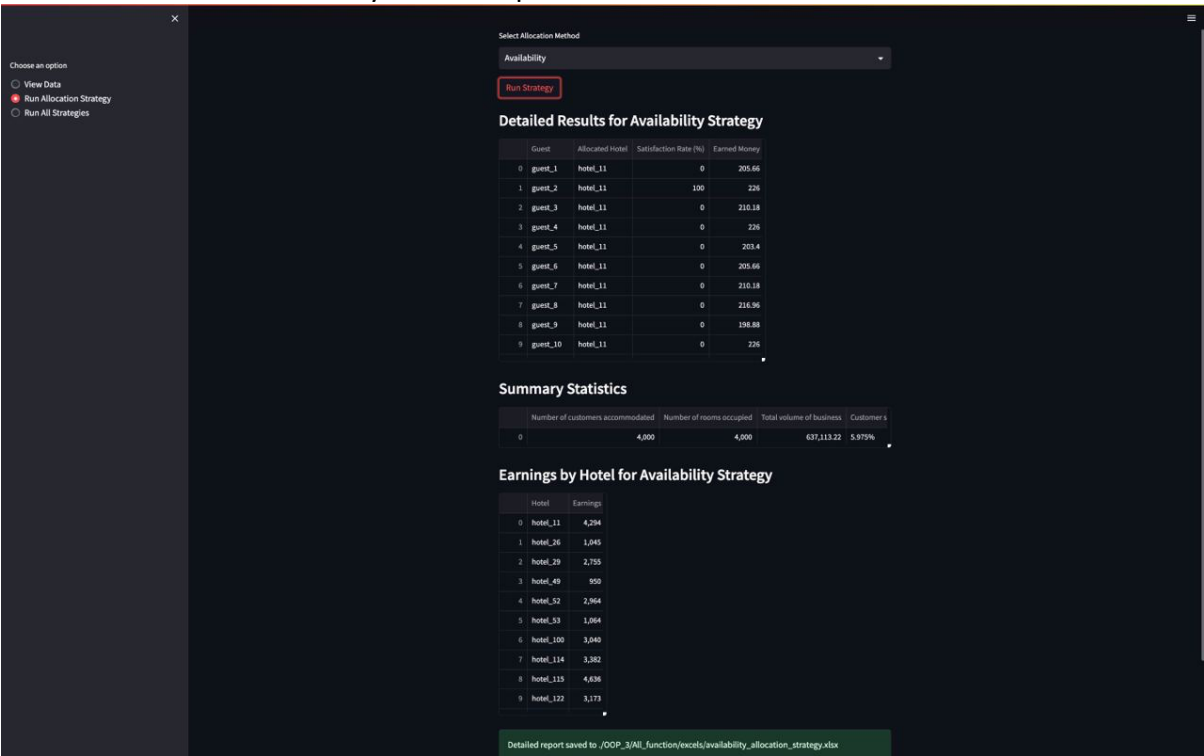 Select Allocation Method
Availability
Choose an option
View Data
Run Allocation Strategy
Run All Strategies
Run Strategy
Detailed Results for Availability Strategy
Guest Allocated Hotel Satisfaction Rate (%) Earned Money
0 guest_1 hotel_11 0 205.66
1 guest_2 hotel_11 100 226
2 guest_3 hotel_11 0 210.18
3 guest_4 hotel_11 0 226
4 guest_5 hotel_11 0 203.4
5 guest_6 hotel_11 0 205.66
6 guest_7 hotel_11 0 210.18
7 guest_8 hotel_11 0 216.96
8 guest_9 hotel_11 0 198.88
9 guest_10 hotel_11 0 226
Summary Statistics
Number of customers accommodated Number of rooms occupied Total volume of business Customer s
0 4,000 4,000 637,113.22 5.975%
Earnings by Hotel for Availability Strategy
Hotel Earnings
0 hotel_11 4,294
1 hotel_26 1,045
2 hotel_29 2,755
3 hotel_49 950
4 hotel_52 2,964
5 hotel_53 1,064
6 hotel_100 3,040
7 hotel_114 3,382
8 hotel_115 4,636
9 hotel_122 3,173
Detailed report saved to ./OOP_3/All_function/excels/availability_allocation_strategy.xlsx